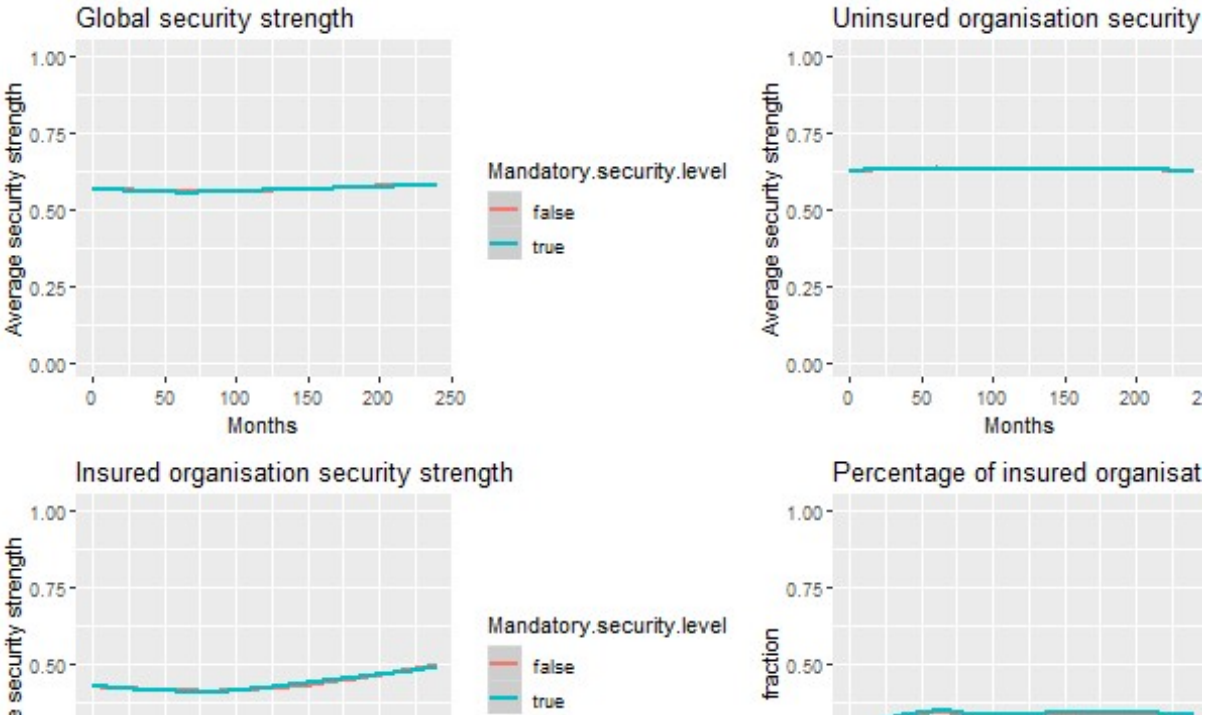 Global security strength
1.00
0.75
0.50
0.25
0.00
Average security strength
0 50 100 150 200 250
Months
Mandatory.security.level
false
true
Uninsured organisation security
1.00
0.75
0.50
0.25
0.00
Average security strength
0 50 100 150 200 2
Months
Insured organisation security strength
1.00
0.75
0.50
e security strength
Mandatory.security.level
false
true
Percentage of insured organisat
1.00
0.75
0.50
fraction